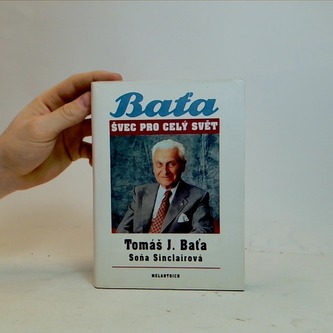 Baťa
ŠVEC PRO CELÝ SVĚT
Tomáš J. Baťa
Soňa Sinclairová
MELANTRICH